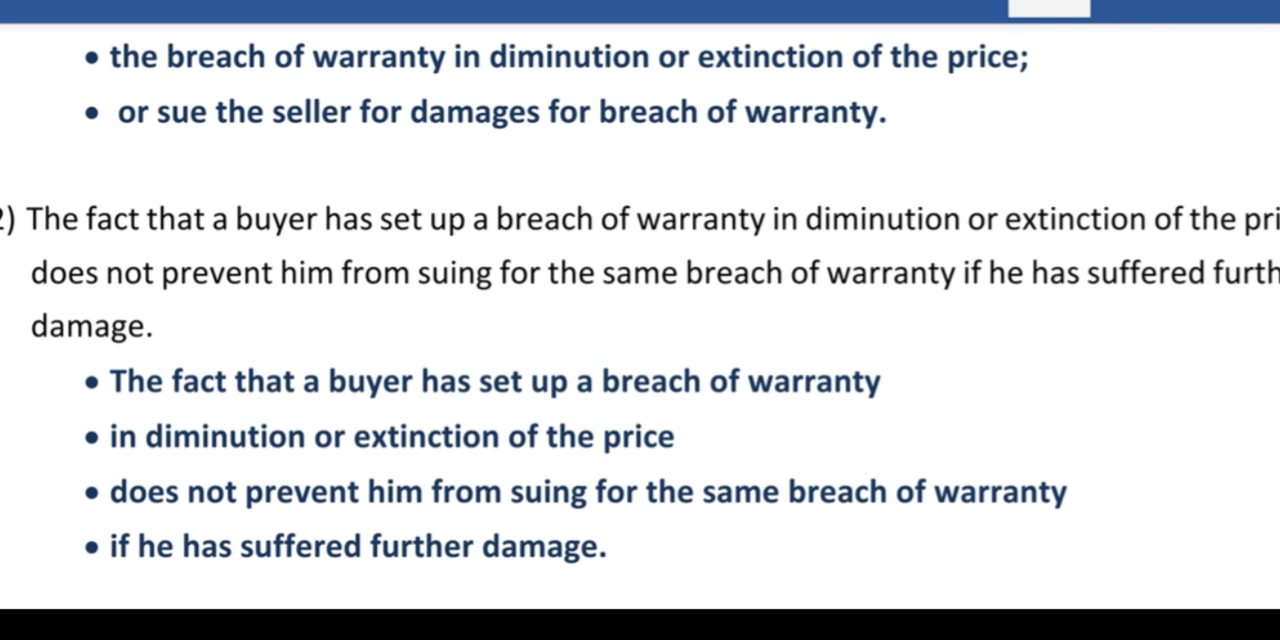 • the breach of warranty in diminution or extinction of the price;
• or sue the seller for damages for breach of warranty.
) The fact that a buyer has set up a breach of warranty in diminution or extinction of the
does not prevent him from suing for the same breach of warranty if he has suffered
damage.
• The fact that a buyer has set up a breach of warranty
• in diminution or extinction of the price
• does not prevent him from suing for the same breach of warranty
• if he has suffered further damage.